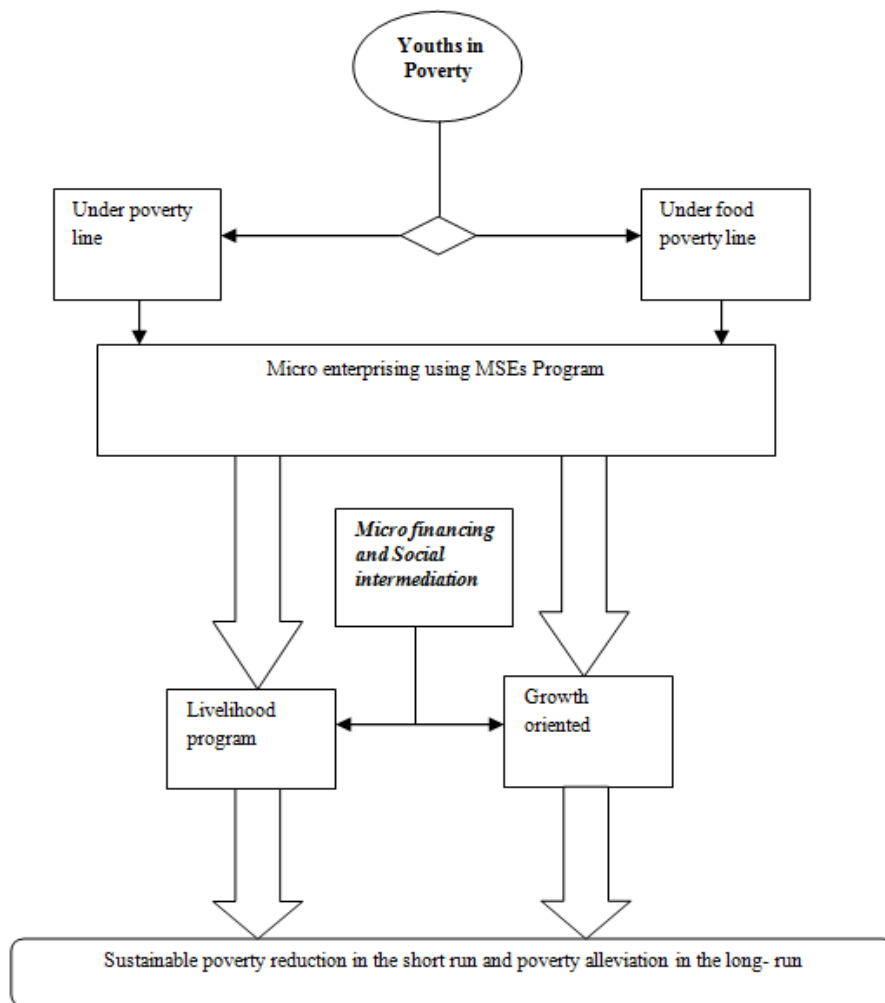 Youths in
Poverty
Under poverty
line
Under food
poverty line
Micro enterprising using MSEs Program
Micro financing
and Social
intermediation
Livelihood
program
Growth
oriented
Sustainable poverty reduction in the short run and poverty alleviation in the long- run